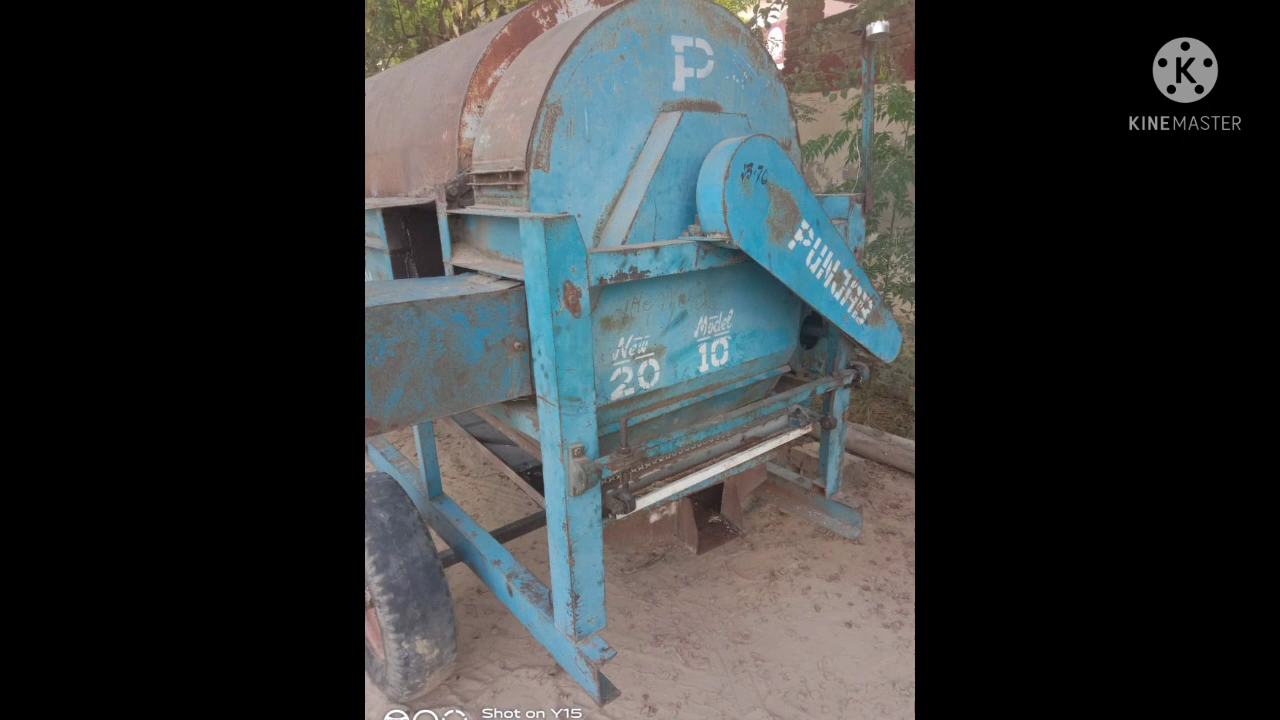 P
PUNJAB
New Model
20 10
K
KINEMASTER
Shot on Y15